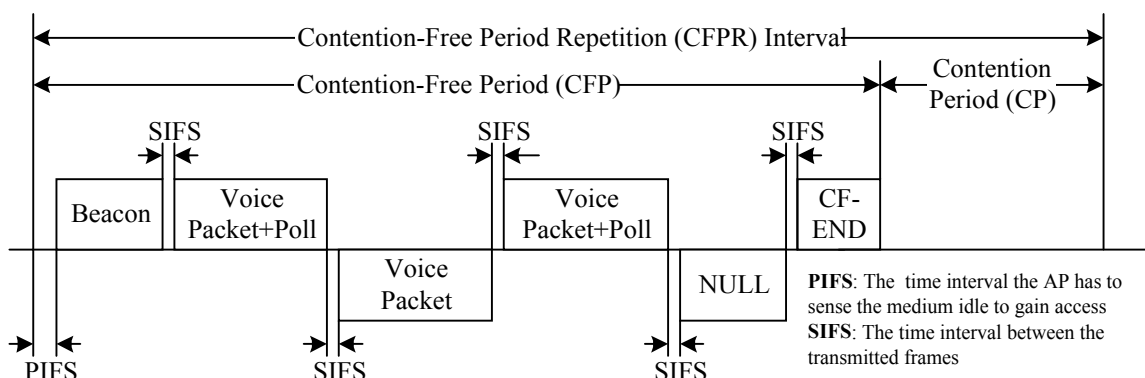 Contention-Free Period Repetition (CFPR) Interval
Contention-Free Period (CFP)
Contention
Period (CP)
SIFS
SIFS
SIFS
Beacon
Voice
Packet+Poll
Voice
Packet+Poll
CF-
END
Voice
Packet
NULL
PIFS: The time interval the AP has to
sense the medium idle to gain access
SIFS: The time interval between the
transmitted frames
PIFS
SIFS
SIFS